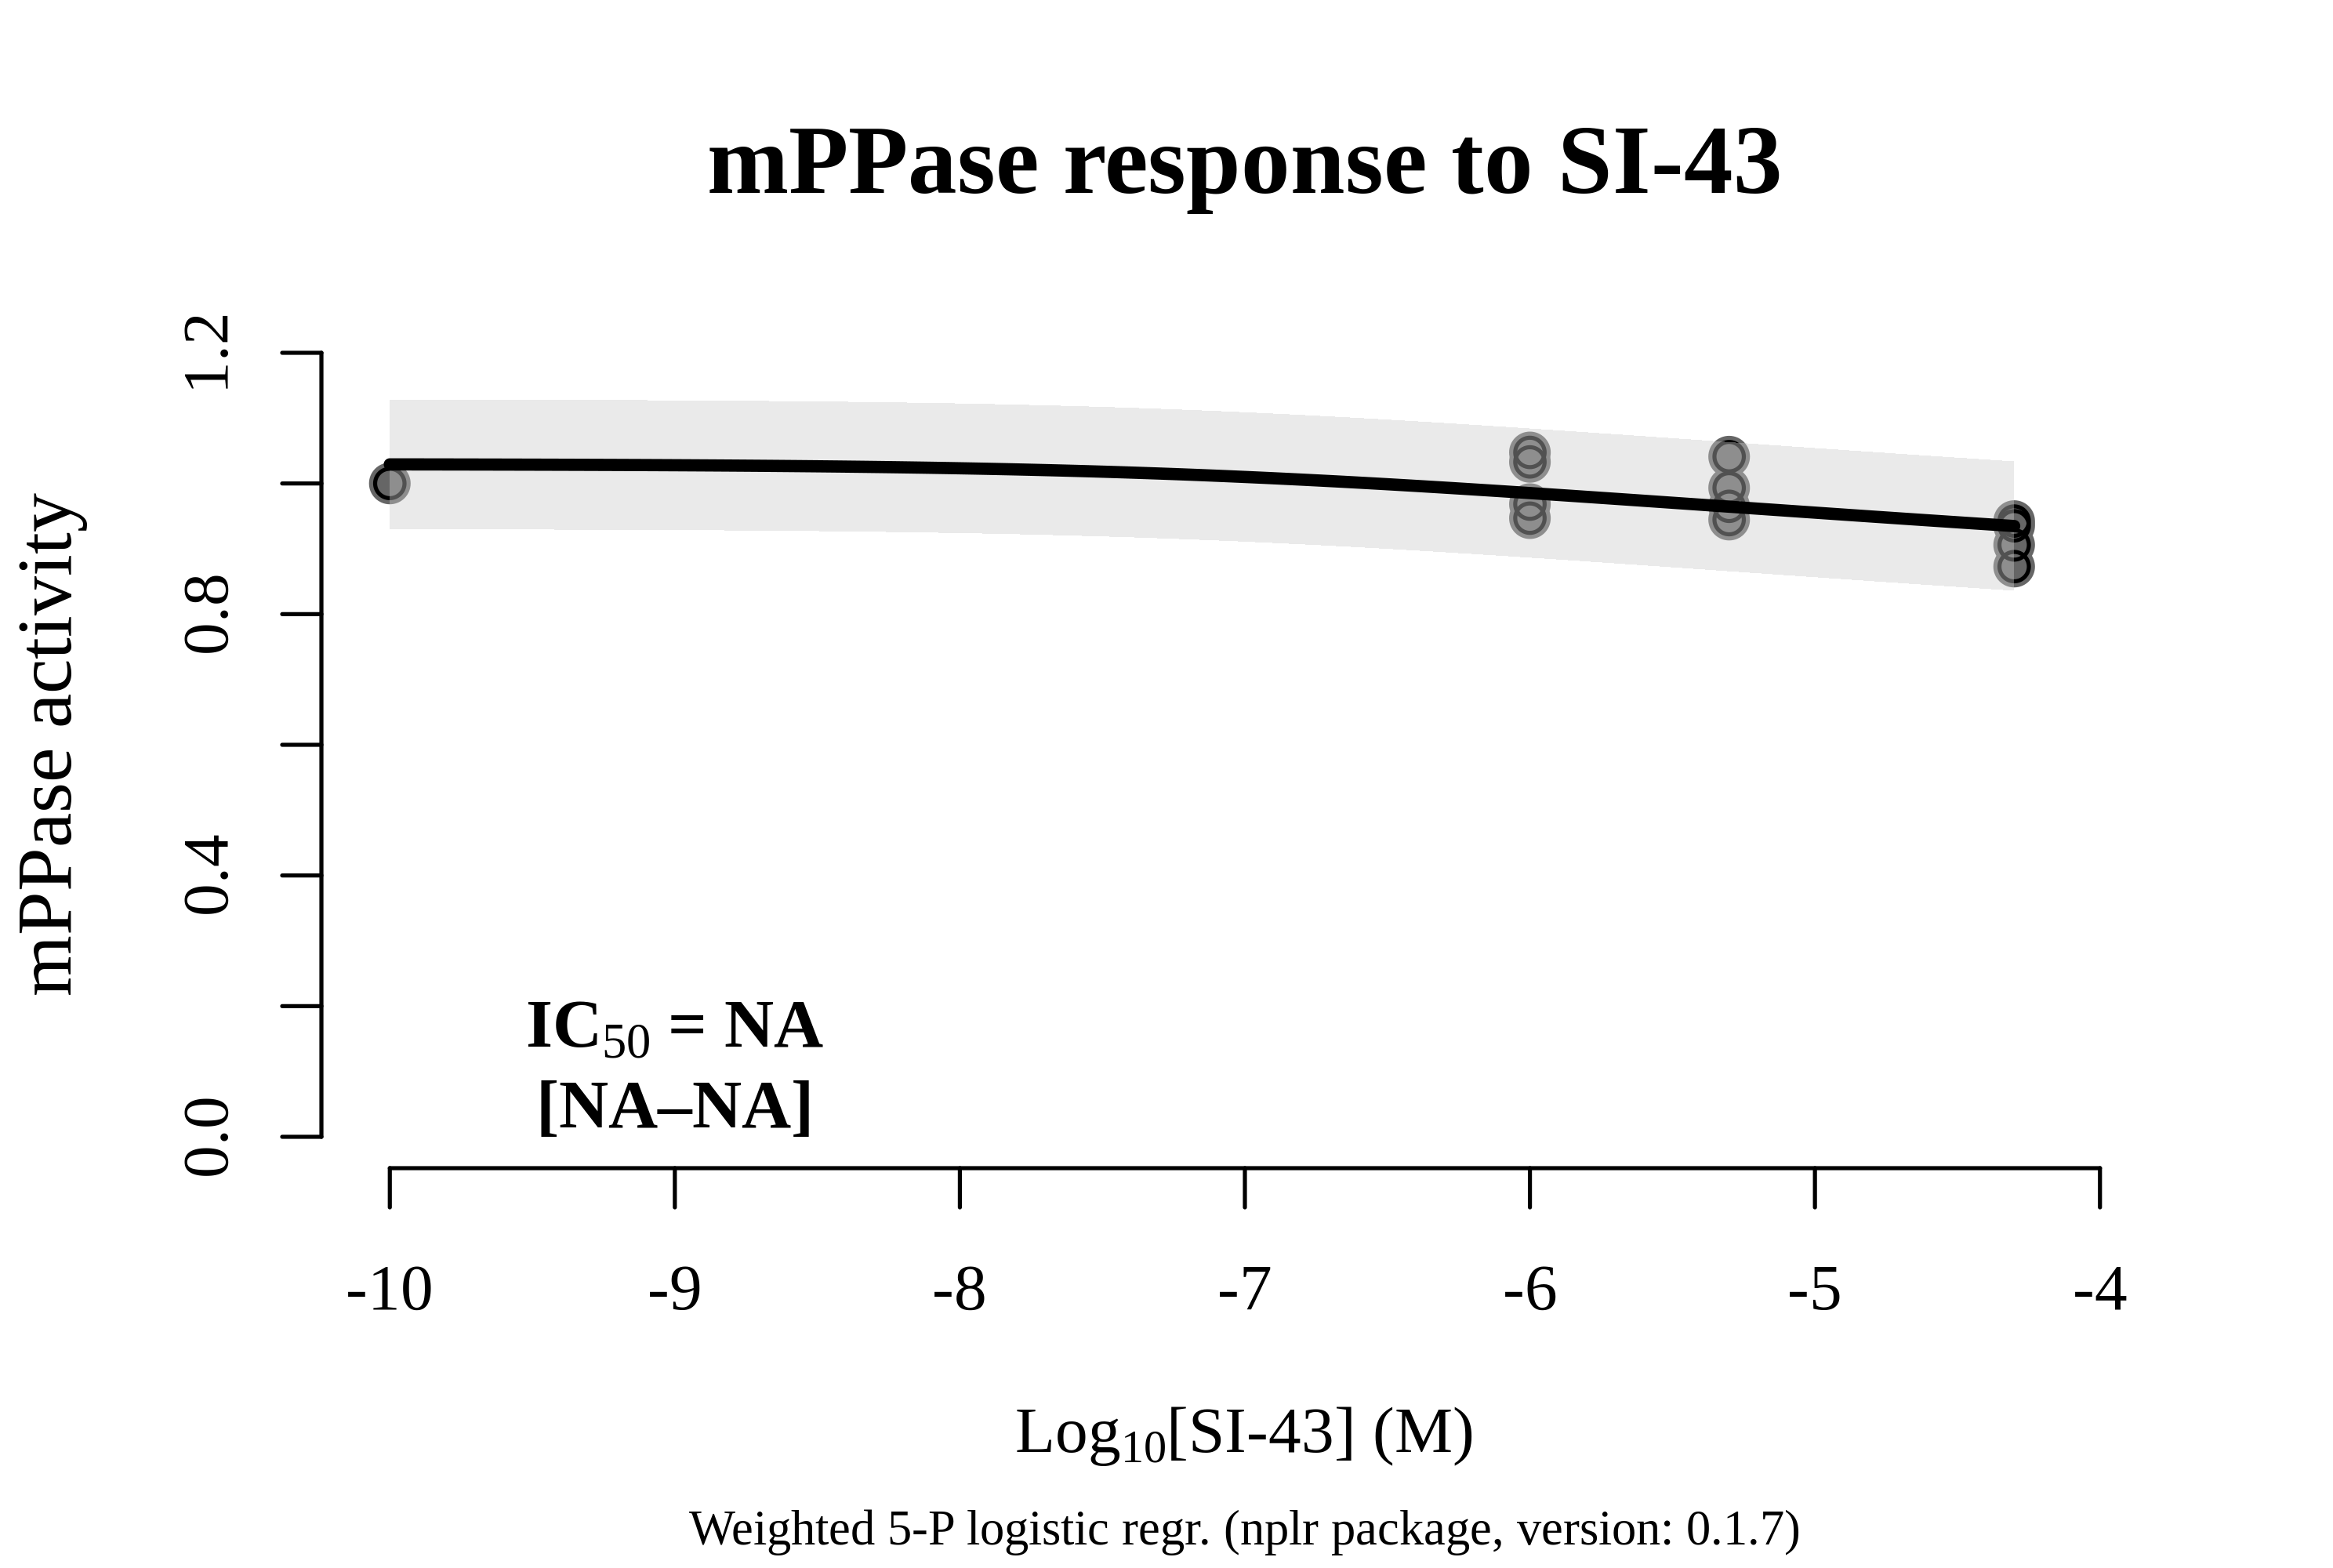 mPPase response to SI-43
mPPase activity
1.2
0.8
0.4
0.0
IC50 = NA
[NA–NA]
-10 -9 -8 -7 -6 -5 -4
Log10[SI-43] (M)
Weighted 5-P logistic regr. (nplr package, version: 0.1.7)